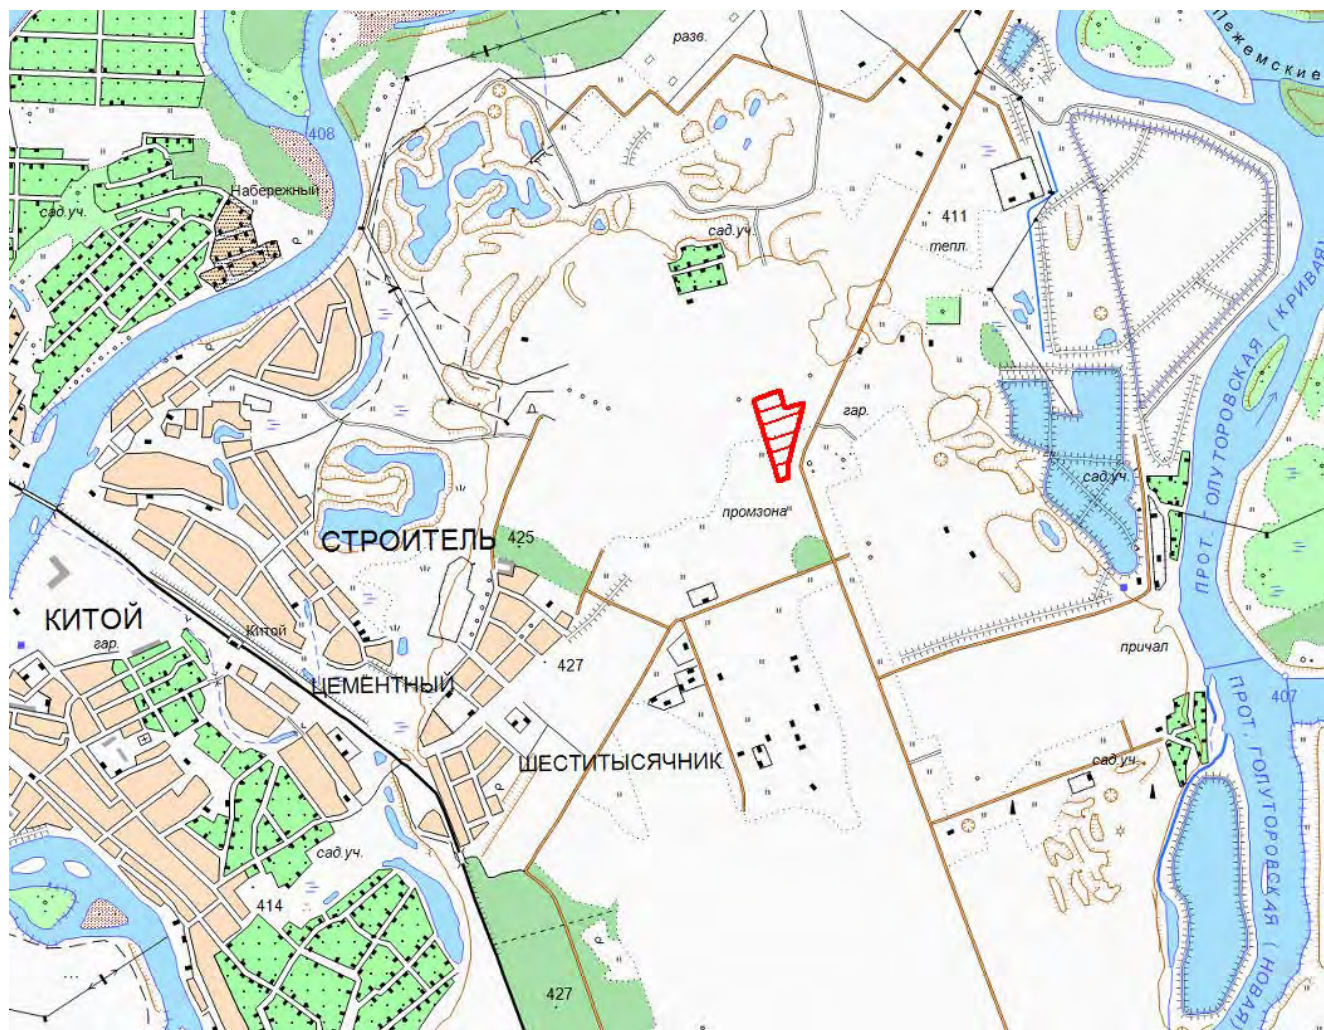 разв.
Пежемские
408
Набережный
сад.уч.
411
сад.уч.
тепл.
ПРОТ. ГОЛУТОРОВСКАЯ (КРИВАЯ)
гар.
Д
сад.уч.
промзона
СТРОИТЕЛЬ
425
КИТОЙ
гар.
Китой
427
причал
ЦЕМЕНТНЫЙ
407
ПРОТ. ГОЛУТОРОВСКАЯ (НОВАЯ
ШЕСТИТЫСЯЧНИК
сад.уч.
сад.уч.
414
427